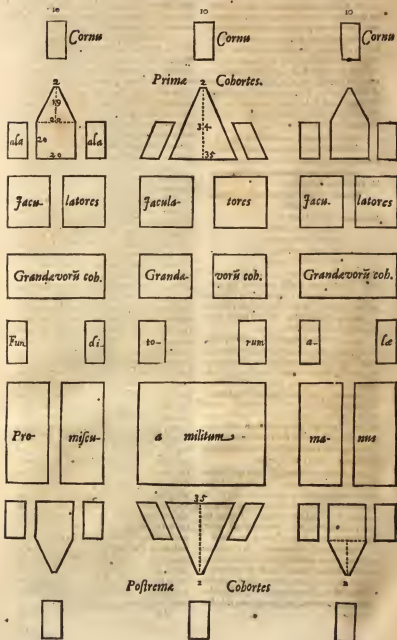 10 10 10
Cornu Cornu Cornu
Primæ 2 Cohortes.
2
19
20
ala 20 ala 34
20 35
Jacu- latores Jacula- tores Jacu- latores
Grandævorũ coh. Grandæ- vorũ coh. Grandævorũ coh.
Fun di- to- rum a- læ
Pro- miſcu- a militum ma- nus
35
Poſtremæ 2 Cohortes 2